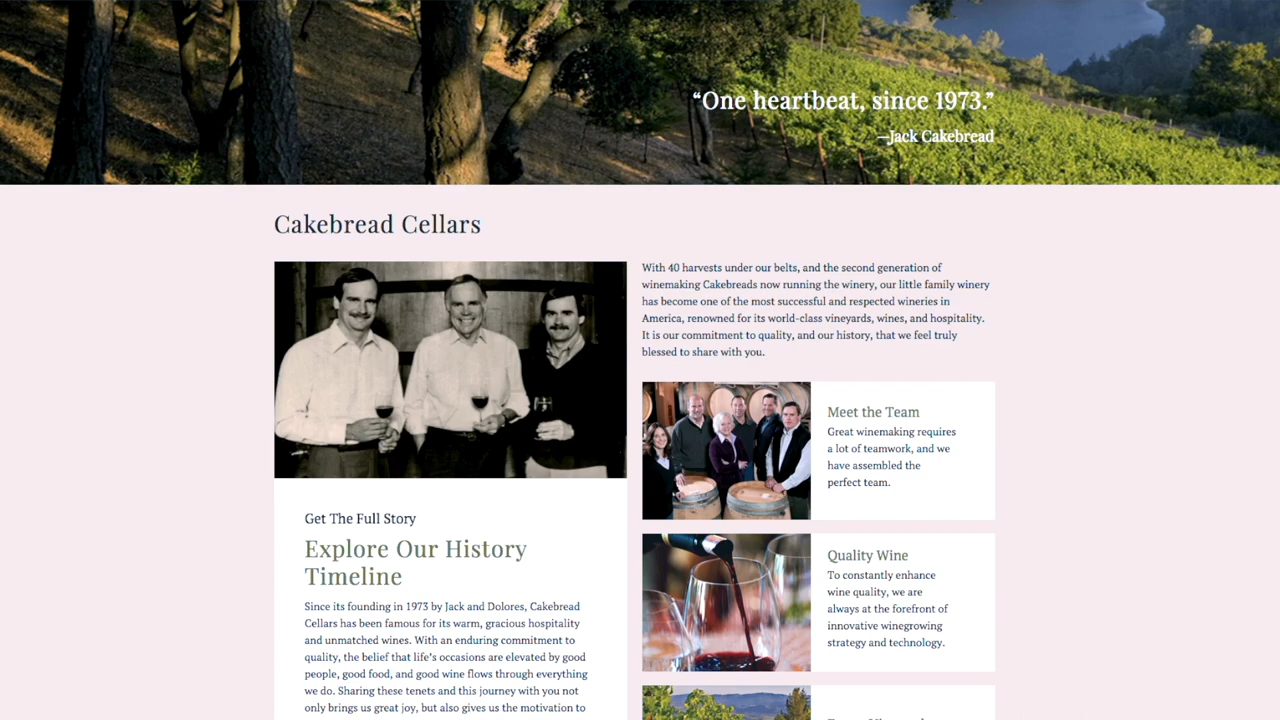 “One heartbeat, since 1973.”
—Jack Cakebread
Cakebread Cellars
With 40 harvests under our belts, and the second generation of
winemaking Cakebreads now running the winery, our little family winery
has become one of the most successful and respected wineries in
America, renowned for its world-class vineyards, wines, and hospitality.
It is our commitment to quality, and our history, that we feel truly
blessed to share with you.
Meet the Team
Great winemaking requires
a lot of teamwork, and we
have assembled the
perfect team.
Quality Wine
To constantly enhance
wine quality, we are
always at the forefront of
innovative winegrowing
strategy and technology.
Get The Full Story
Explore Our History
Timeline
Since its founding in 1973 by Jack and Dolores, Cakebread
Cellars has been famous for its warm, gracious hospitality
and unmatched wines. With an enduring commitment to
quality, the belief that life's occasions are elevated by good
people, good food, and good wine flows through everything
we do. Sharing these tenets and this journey with you not
only brings us great joy, but also gives us the motivation to